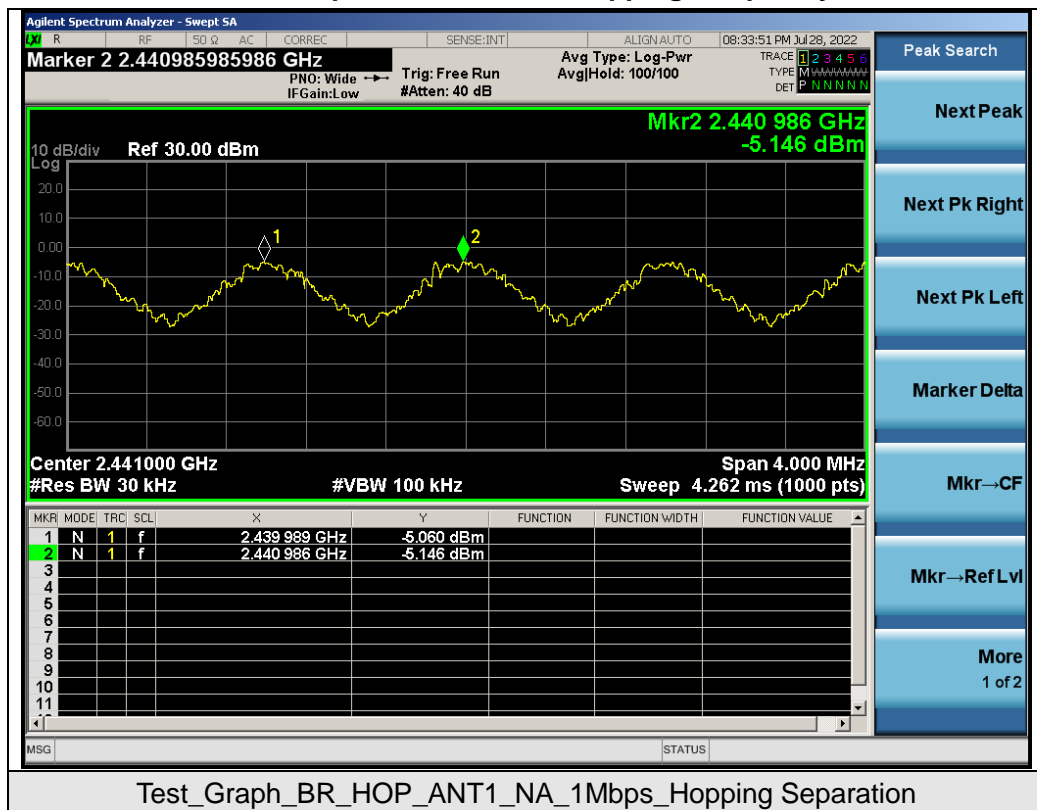 Agilent Spectrum Analyzer - Swept SA
LXI R RF 50 Ω AC CORREC SENSE:INT ALIGN AUTO 08:33:51 PM Jul 28, 2022
Marker 2 2.440985985986 GHz
PNO: Wide
IFGain:Low
Trig: Free Run
#Atten: 40 dB
Avg Type: Log-Pwr
Avg|Hold: 100/100
TRACE 1 2 3 4 5 6
TYPE M
DET P N N N N N
Peak Search
Mkr2 2.440 986 GHz
-5.146 dBm
10 dB/div Ref 30.00 dBm
Log
20.0
10.0
0.00
-10.0
-20.0
-30.0
-40.0
-50.0
-60.0
1
2
Center 2.441000 GHz Span 4.000 MHz
#Res BW 30 kHz #VBW 100 kHz Sweep 4.262 ms (1000 pts)
MKR MODE TRC SCL X Y FUNCTION FUNCTION WIDTH FUNCTION VALUE
1 N 1 f 2.439 989 GHz -5.060 dBm
2 N 1 f 2.440 986 GHz -5.146 dBm
3
4
5
6
7
8
9
10
11
Next Peak
Next Pk Right
Next Pk Left
Marker Delta
Mkr→CF
Mkr→Ref Lvl
More
1 of 2
MSG STATUS
Test_Graph_BR_HOP_ANT1_NA_1Mbps_Hopping Separation